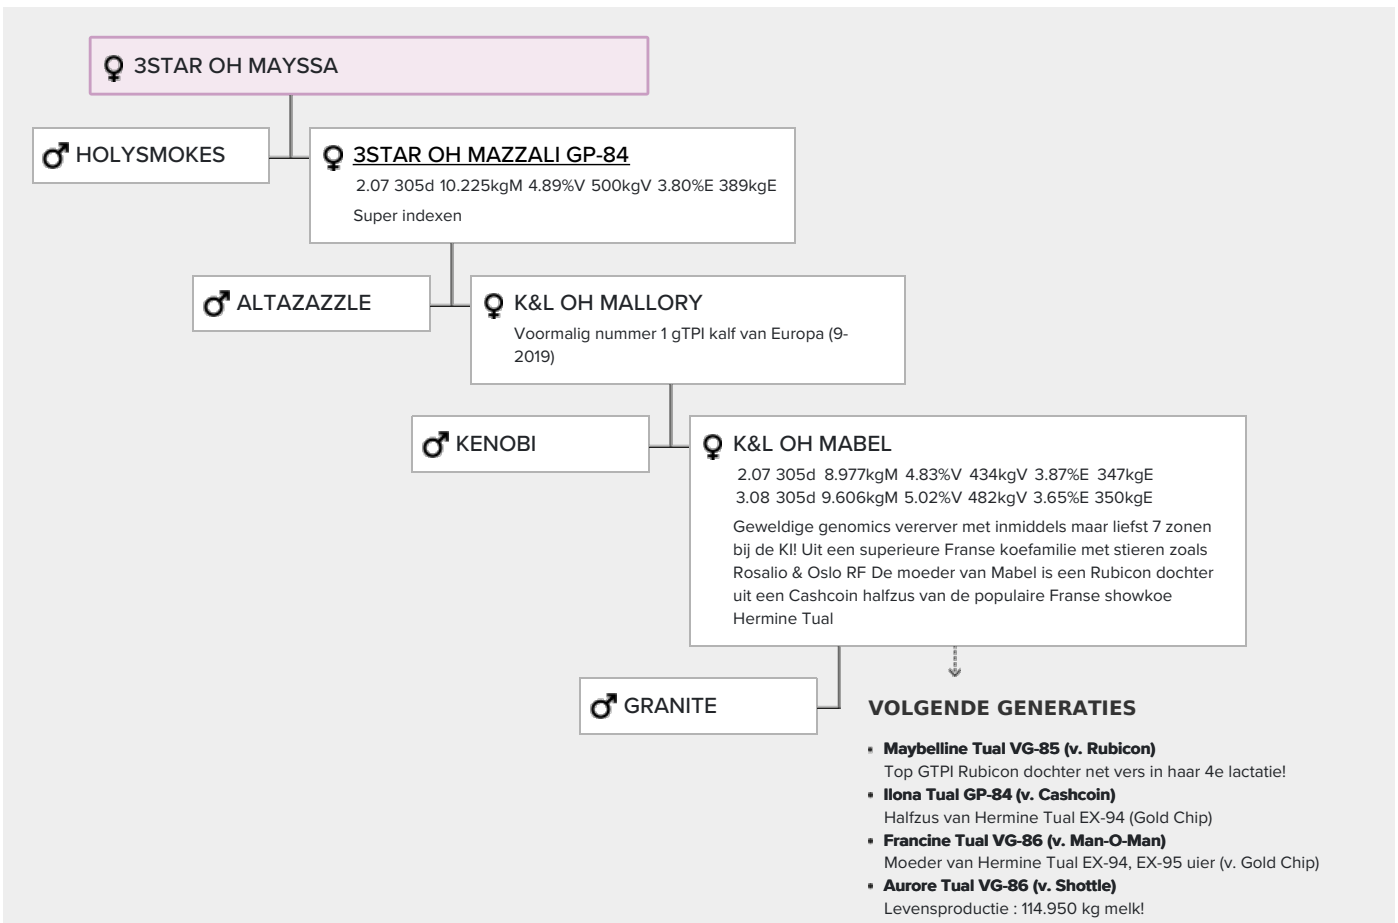 3STAR OH MAYSSA
HOLYSMOKES
3STAR OH MAZZALI GP-84
2.07 305d 10.225kgM 4.89%V 500kgV 3.80%E 389kgE
Super indexen
ALTAZAZZLE
K&L OH MALLORY
Voormalig nummer 1 gTPI kalf van Europa (9-
2019)
KENOBI
K&L OH MABEL
2.07 305d 8.977kgM 4.83%V 434kgV 3.87%E 347kgE
3.08 305d 9.606kgM 5.02%V 482kgV 3.65%E 350kgE
Geweldige genomics vererver met inmiddels maar liefst 7 zonen
bij de KI! Uit een superieure Franse koefamilie met stieren zoals
Rosalio & Oslo RF De moeder van Mabel is een Rubicon dochter
uit een Cashcoin halfzus van de populaire Franse showkoe
Hermine Tual
GRANITE
VOLGENDE GENERATIES
• Maybelline Tual VG-85 (v. Rubicon)
Top GTPI Rubicon dochter net vers in haar 4e lactatie!
• Ilona Tual GP-84 (v. Cashcoin)
Halfzus van Hermine Tual EX-94 (Gold Chip)
• Francine Tual VG-86 (v. Man-O-Man)
Moeder van Hermine Tual EX-94, EX-95 uier (v. Gold Chip)
• Aurore Tual VG-86 (v. Shottle)
Levensproductie : 114.950 kg melk!